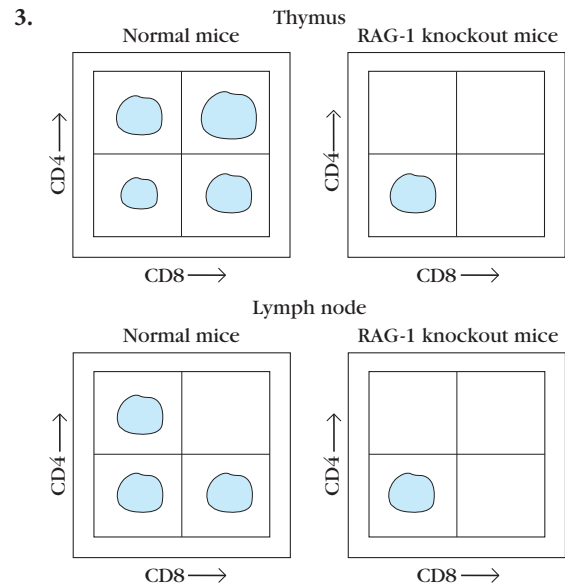 3.
Thymus
Normal mice
RAG-1 knockout mice
CD4
CD4
CD8
CD8
Lymph node
Normal mice
RAG-1 knockout mice
CD4
CD4
CD8
CD8